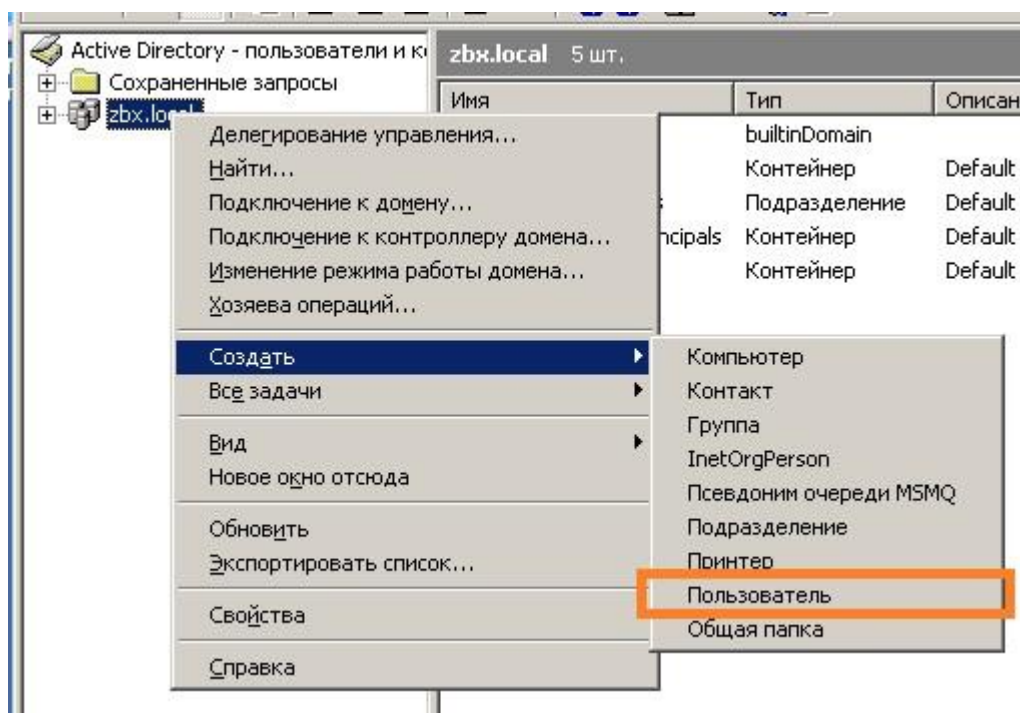 Active Directory - пользователи и к
zbx.local 5 шт.
Сохраненные запросы
Имя Тип Описан
zbx.lo
builtinDomain
Контейнер Default
Подразделение Default
ncipals Контейнер Default
Контейнер Default
Делегирование управления...
Найти...
Подключение к домену...
Подключение к контроллеру домена...
Изменение режима работы домена...
Хозяева операций...
Создать
Все задачи
Вид
Новое окно отсюда
Обновить
Экспортировать список...
Свойства
Справка
Компьютер
Контакт
Группа
InetOrgPerson
Псевдоним очереди MSMQ
Подразделение
Принтер
Пользователь
Общая папка